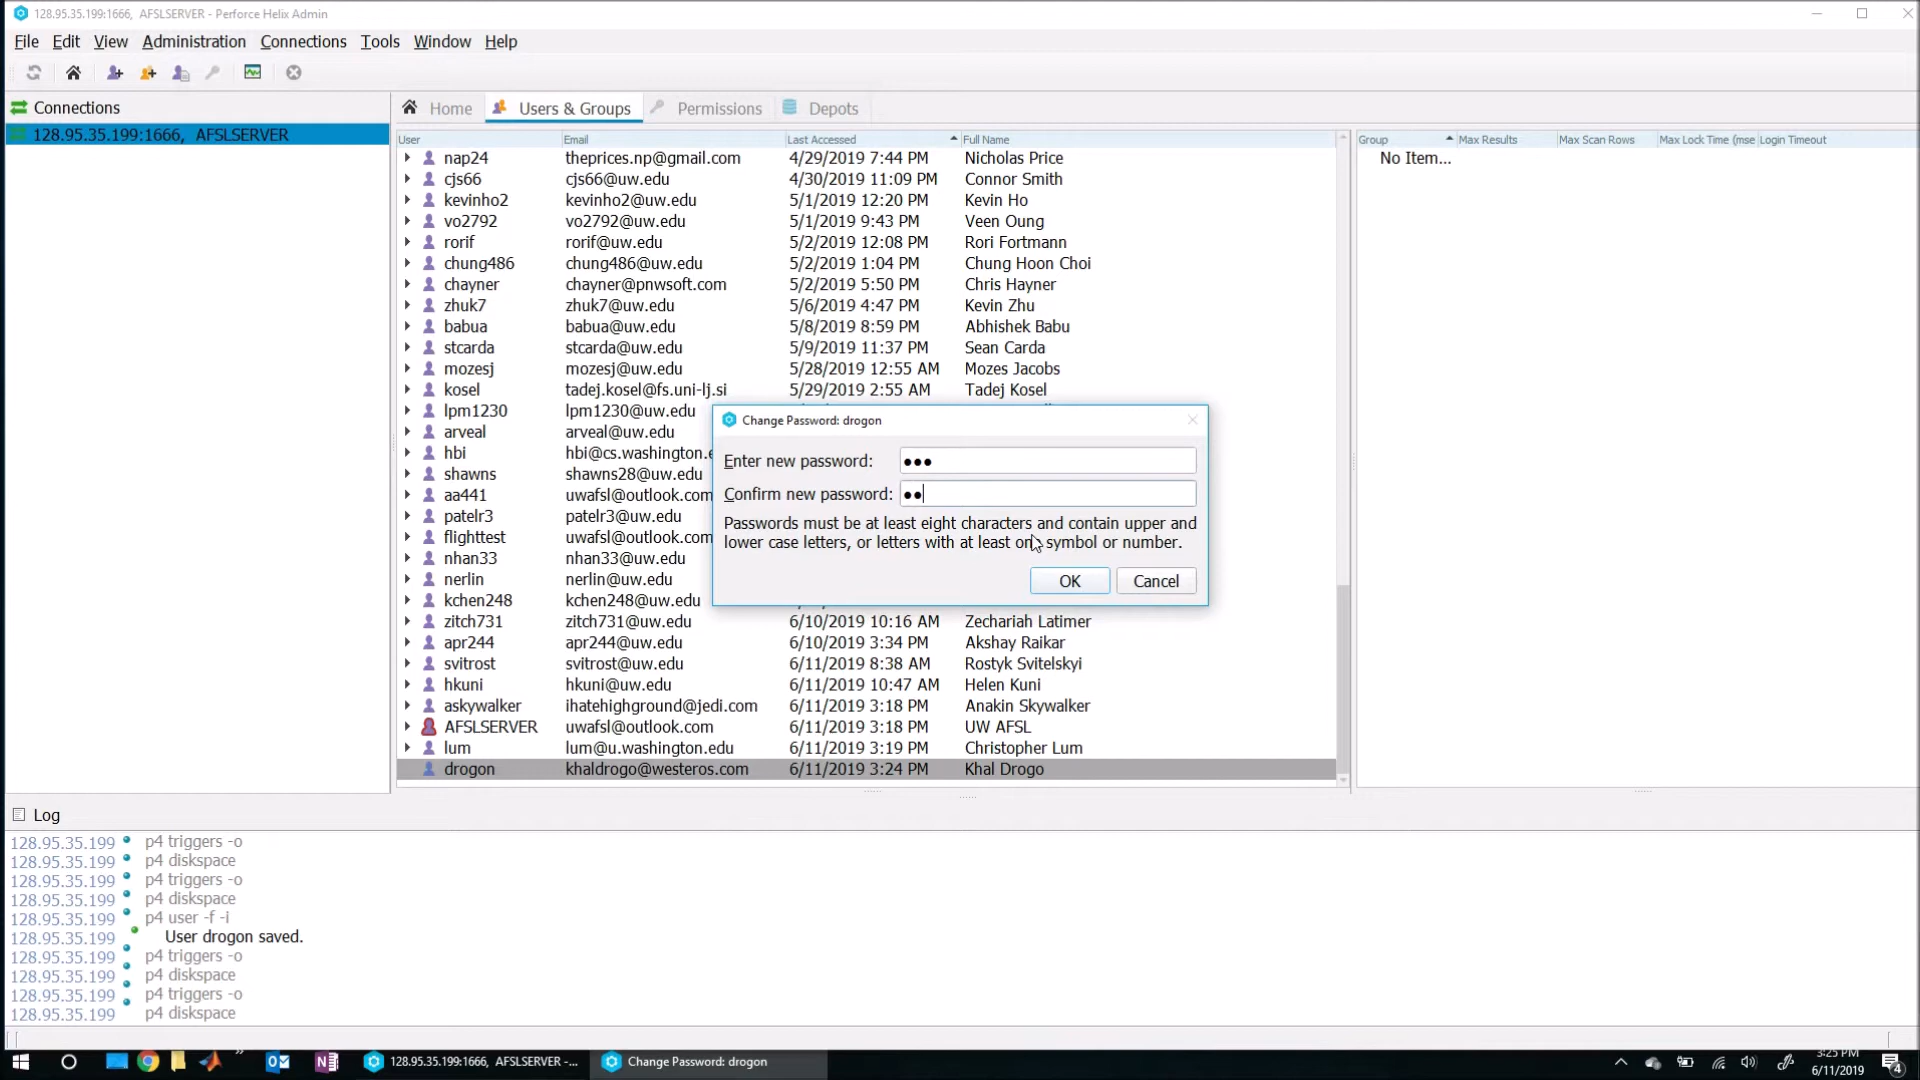 128.95.35.199:1666,  AFSLSERVER - Perforce Helix Admin
File Edit View Administration Connections Tools Window Help
Connections
128.95.35.199:1666,  AFSLSERVER
Home Users & Groups Permissions Depots
User Email Last Accessed Full Name
nap24 theprices.np@gmail.com 4/29/2019 7:44 PM Nicholas Price
cjs66 cjs66@uw.edu 4/30/2019 11:09 PM Connor Smith
kevinho2 kevinho2@uw.edu 5/1/2019 12:20 PM Kevin Ho
vo2792 vo2792@uw.edu 5/1/2019 9:43 PM Veen Oung
rorif rorif@uw.edu 5/2/2019 12:08 PM Rori Fortmann
chung486 chung486@uw.edu 5/2/2019 1:04 PM Chung Hoon Choi
chayner chayner@pnwsoft.com 5/2/2019 5:50 PM Chris Hayner
zhuk7 zhuk7@uw.edu 5/6/2019 4:47 PM Kevin Zhu
babua babua@uw.edu 5/8/2019 8:59 PM Abhishek Babu
stcarda stcarda@uw.edu 5/9/2019 11:37 PM Sean Carda
mozesj mozesj@uw.edu 5/28/2019 12:55 AM Mozes Jacobs
kosel tadej.kosel@fs.uni-lj.si 5/29/2019 2:55 AM Tadej Kosel
lpm1230 lpm1230@uw.edu
arveal arveal@uw.edu
hbi hbi@cs.washington.e
shawns shawns28@uw.edu
aa441 uwafsl@outlook.com
patelr3 patelr3@uw.edu
flighttest uwafsl@outlook.com
nhan33 nhan33@uw.edu
nerlin nerlin@uw.edu
kchen248 kchen248@uw.edu
zitch731 zitch731@uw.edu 6/10/2019 10:16 AM Zechariah Latimer
apr244 apr244@uw.edu 6/10/2019 3:34 PM Akshay Raikar
svitrost svitrost@uw.edu 6/11/2019 8:38 AM Rostyk Svitelskyi
hkuni hkuni@uw.edu 6/11/2019 10:47 AM Helen Kuni
askywalker ihatehighground@jedi.com 6/11/2019 3:18 PM Anakin Skywalker
AFSLSERVER uwafsl@outlook.com 6/11/2019 3:18 PM UW AFSL
lum lum@u.washington.edu 6/11/2019 3:19 PM Christopher Lum
drogon khaldrogo@westeros.com 6/11/2019 3:24 PM Khal Drogo
Group Max Results Max Scan Rows Max Lock Time (mse Login Timeout
No Item...
Change Password: drogon
Enter new password: ●●●
Confirm new password: ●●
Passwords must be at least eight characters and contain upper and
lower case letters, or letters with at least one symbol or number.
OK Cancel
Log
128.95.35.199 p4 triggers -o
128.95.35.199 p4 diskspace
128.95.35.199 p4 triggers -o
128.95.35.199 p4 diskspace
128.95.35.199 p4 user -f -i
128.95.35.199 User drogon saved.
128.95.35.199 p4 triggers -o
128.95.35.199 p4 diskspace
128.95.35.199 p4 triggers -o
128.95.35.199 p4 diskspace
128.95.35.199:1666,  AFSLSERVER -...
Change Password: drogon
3:25 PM
6/11/2019
4